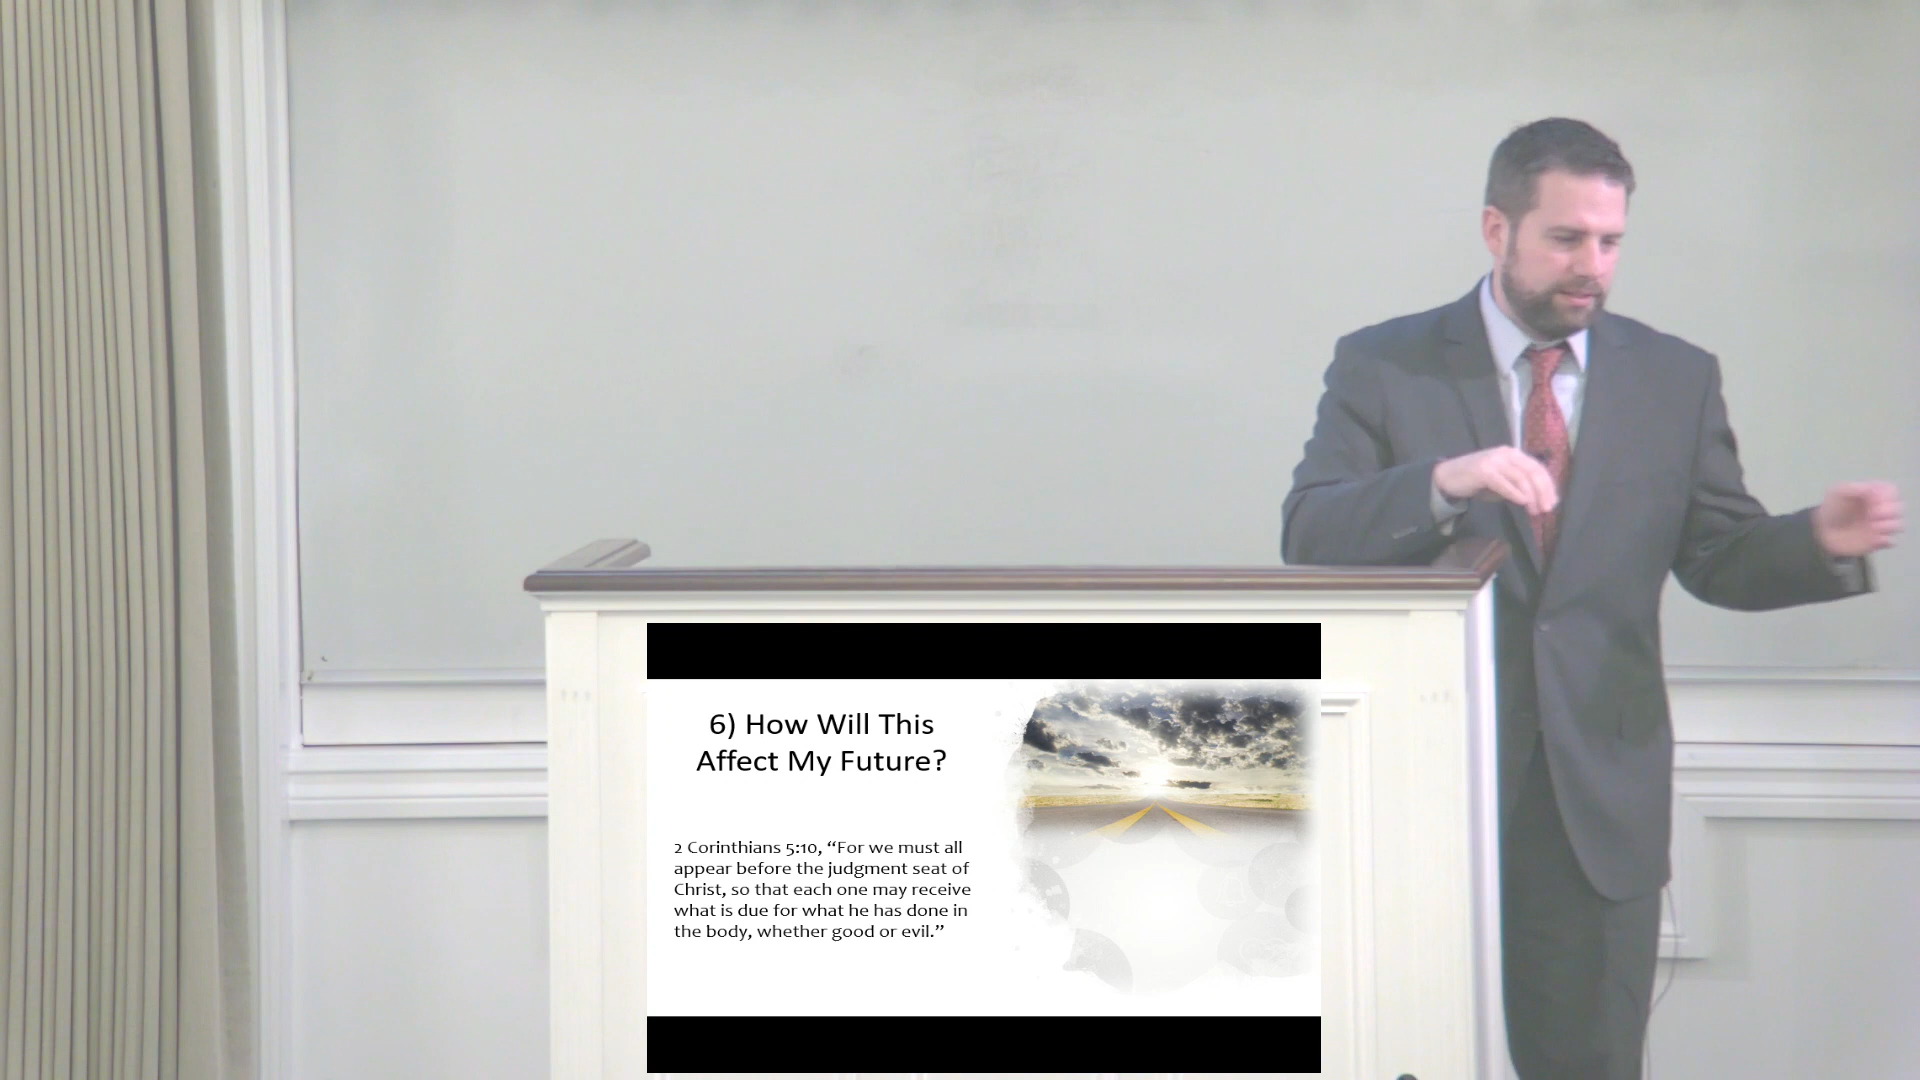 6) How Will This
Affect My Future?
2 Corinthians 5:10, “For we must all
appear before the judgment seat of
Christ, so that each one may receive
what is due for what he has done in
the body, whether good or evil.”